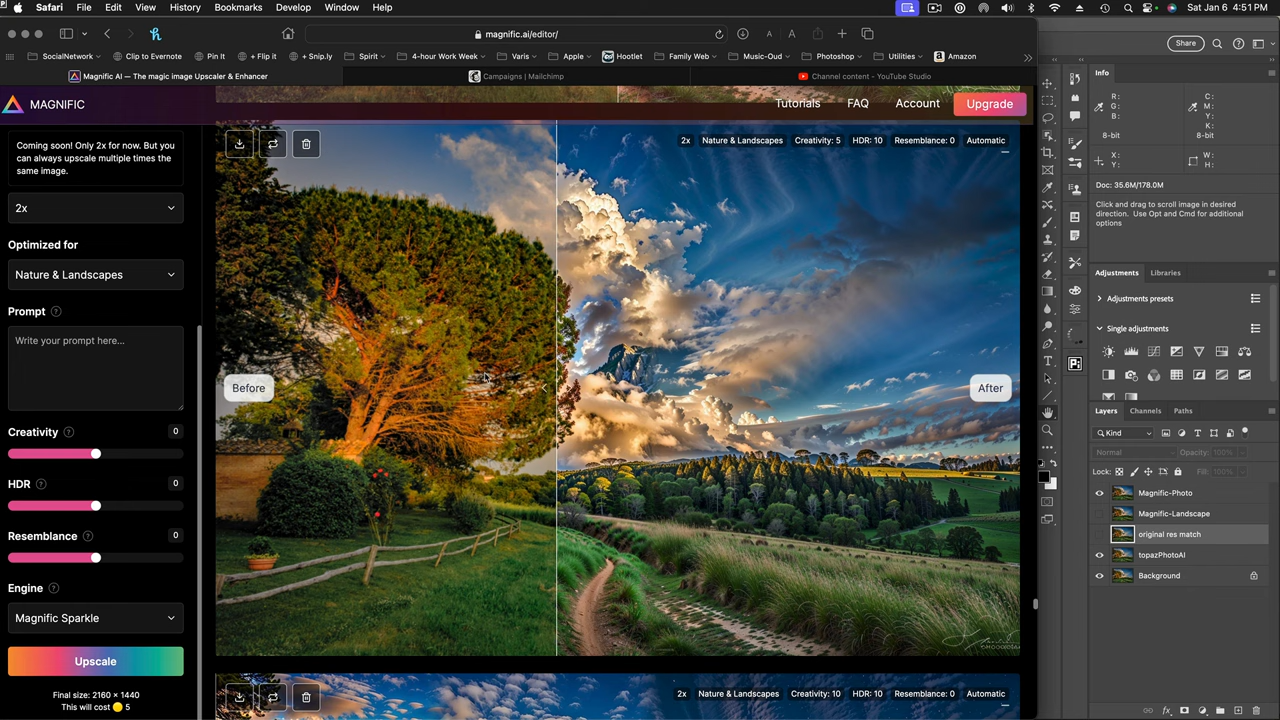 Safari File Edit View History Bookmarks Develop Window Help
Sat Jan 6 4:51 PM
magnific.ai/editor/
SocialNetwork Clip to Evernote Pin It + Flip it + Snip.ly Spirit 4-hour Work Week Varis Apple Hootlet Family Web Music-Oud Photoshop Utilities Amazon
Magnific AI — The magic image Upscaler & Enhancer
Campaigns | Mailchimp
Channel content - YouTube Studio
MAGNIFIC
Tutorials FAQ Account Upgrade
Coming soon! Only 2x for now. But you
can always upscale multiple times the
same image.
2x
Optimized for
Nature & Landscapes
Prompt
Write your prompt here...
Creativity 0
HDR 0
Resemblance 0
Engine
Magnific Sparkle
Upscale
Final size: 2160 × 1440
This will cost 5
2x Nature & Landscapes Creativity: 5 HDR: 10 Resemblance: 0 Automatic
Before
After
2x Nature & Landscapes Creativity: 10 HDR: 10 Resemblance: 0 Automatic
Share
Info
R: C:
G: M:
B: Y:
K:
8-bit 8-bit
X: W:
Y: H:
Doc: 35.6M/178.0M
Click and drag to scroll image in desired
direction. Use Opt and Cmd for additional
options
Adjustments Libraries
Adjustments presets
Single adjustments
Layers Channels Paths
Kind
Normal Opacity: 100%
Lock: Fill: 100%
Magnific-Photo
Magnific-Landscape
original res match
topazPhotoAI
Background
fx